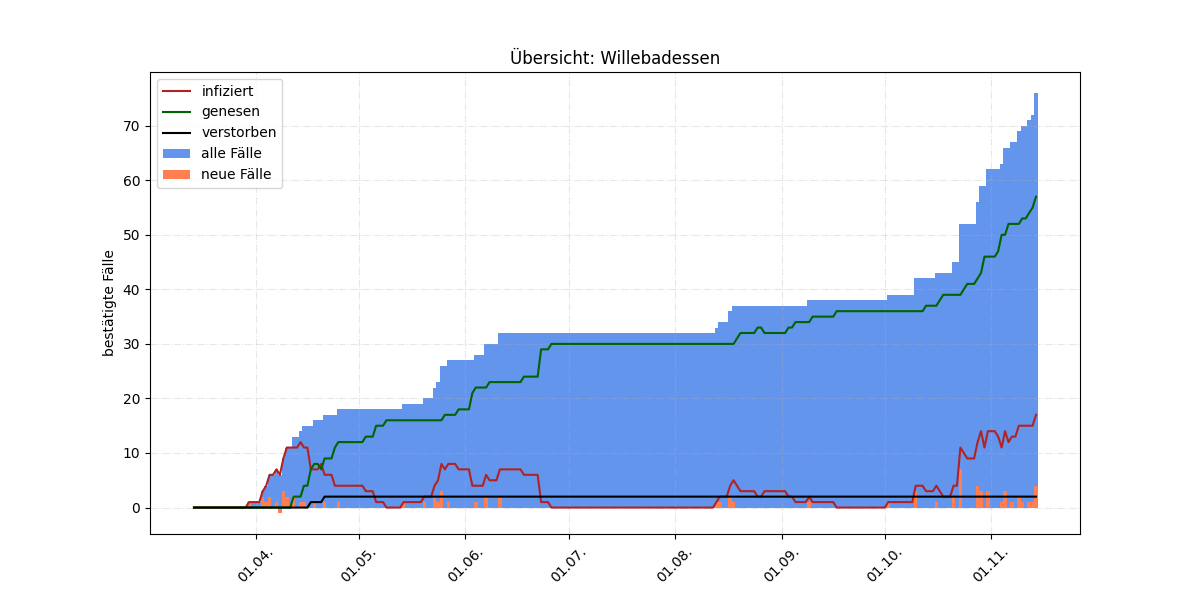 Übersicht: Willebadessen
infiziert
genesen
verstorben
alle Fälle
neue Fälle
bestätigte Fälle
70
60
50
40
30
20
10
0
01.04.
01.05.
01.06.
01.07.
01.08.
01.09.
01.10.
01.11.